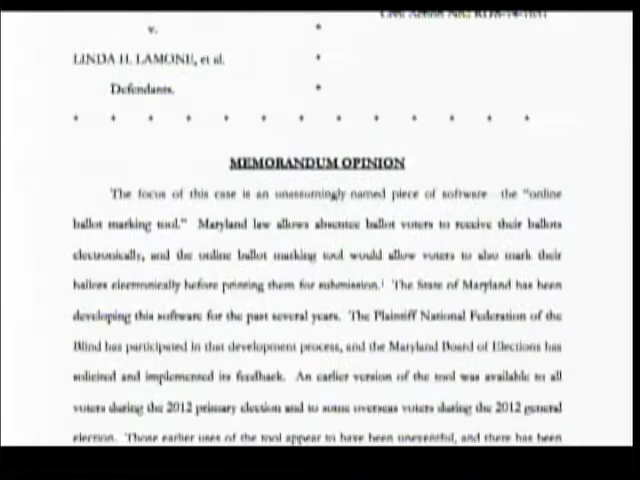 v. *
LINDA H. LAMONE, et al. *
Defendants. *
* * * * * * * * * * * * *
MEMORANDUM OPINION
The focus of this case is an unassumingly-named piece of software—the “online
ballot marking tool.” Maryland law allows absentee ballot voters to receive their ballots
electronically, and the online ballot marking tool would allow voters to also mark their
ballots electronically before printing them for submission.¹ The State of Maryland has been
developing this software for the past several years. The Plaintiff National Federation of the
Blind has participated in that development process, and the Maryland Board of Elections has
solicited and implemented its feedback. An earlier version of the tool was available to all
voters during the 2012 primary election and to some overseas voters during the 2012 general
election. Those earlier uses of the tool appear to have been uneventful, and there has been